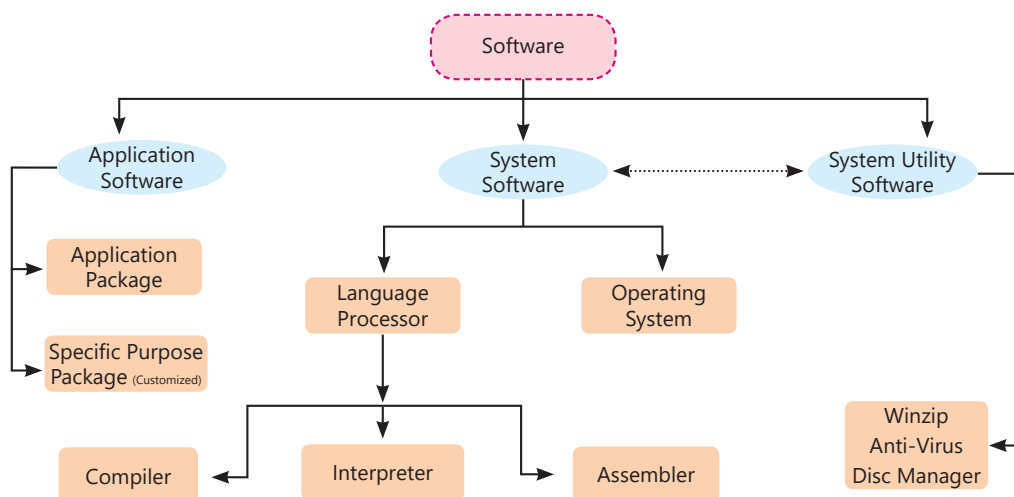 Software
Application
Software
System
Software
System Utility
Software
Application
Package
Language
Processor
Operating
System
Specific Purpose
Package (Customized)
Winzip
Anti-Virus
Disc Manager
Compiler
Interpreter
Assembler